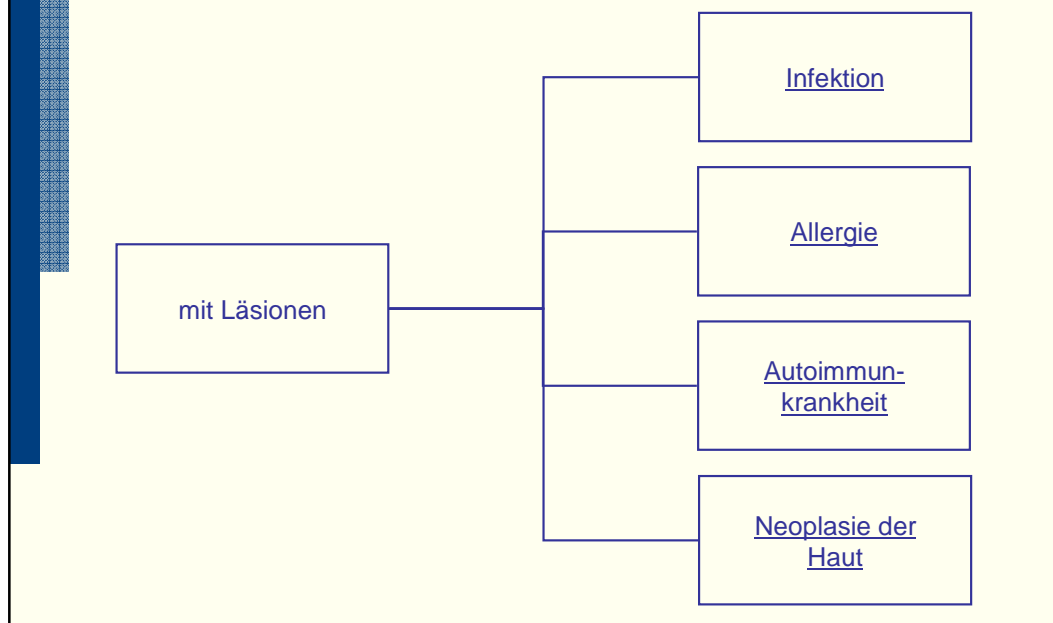 mit Läsionen
Infektion
Allergie
Autoimmun-
krankheit
Neoplasie der
Haut